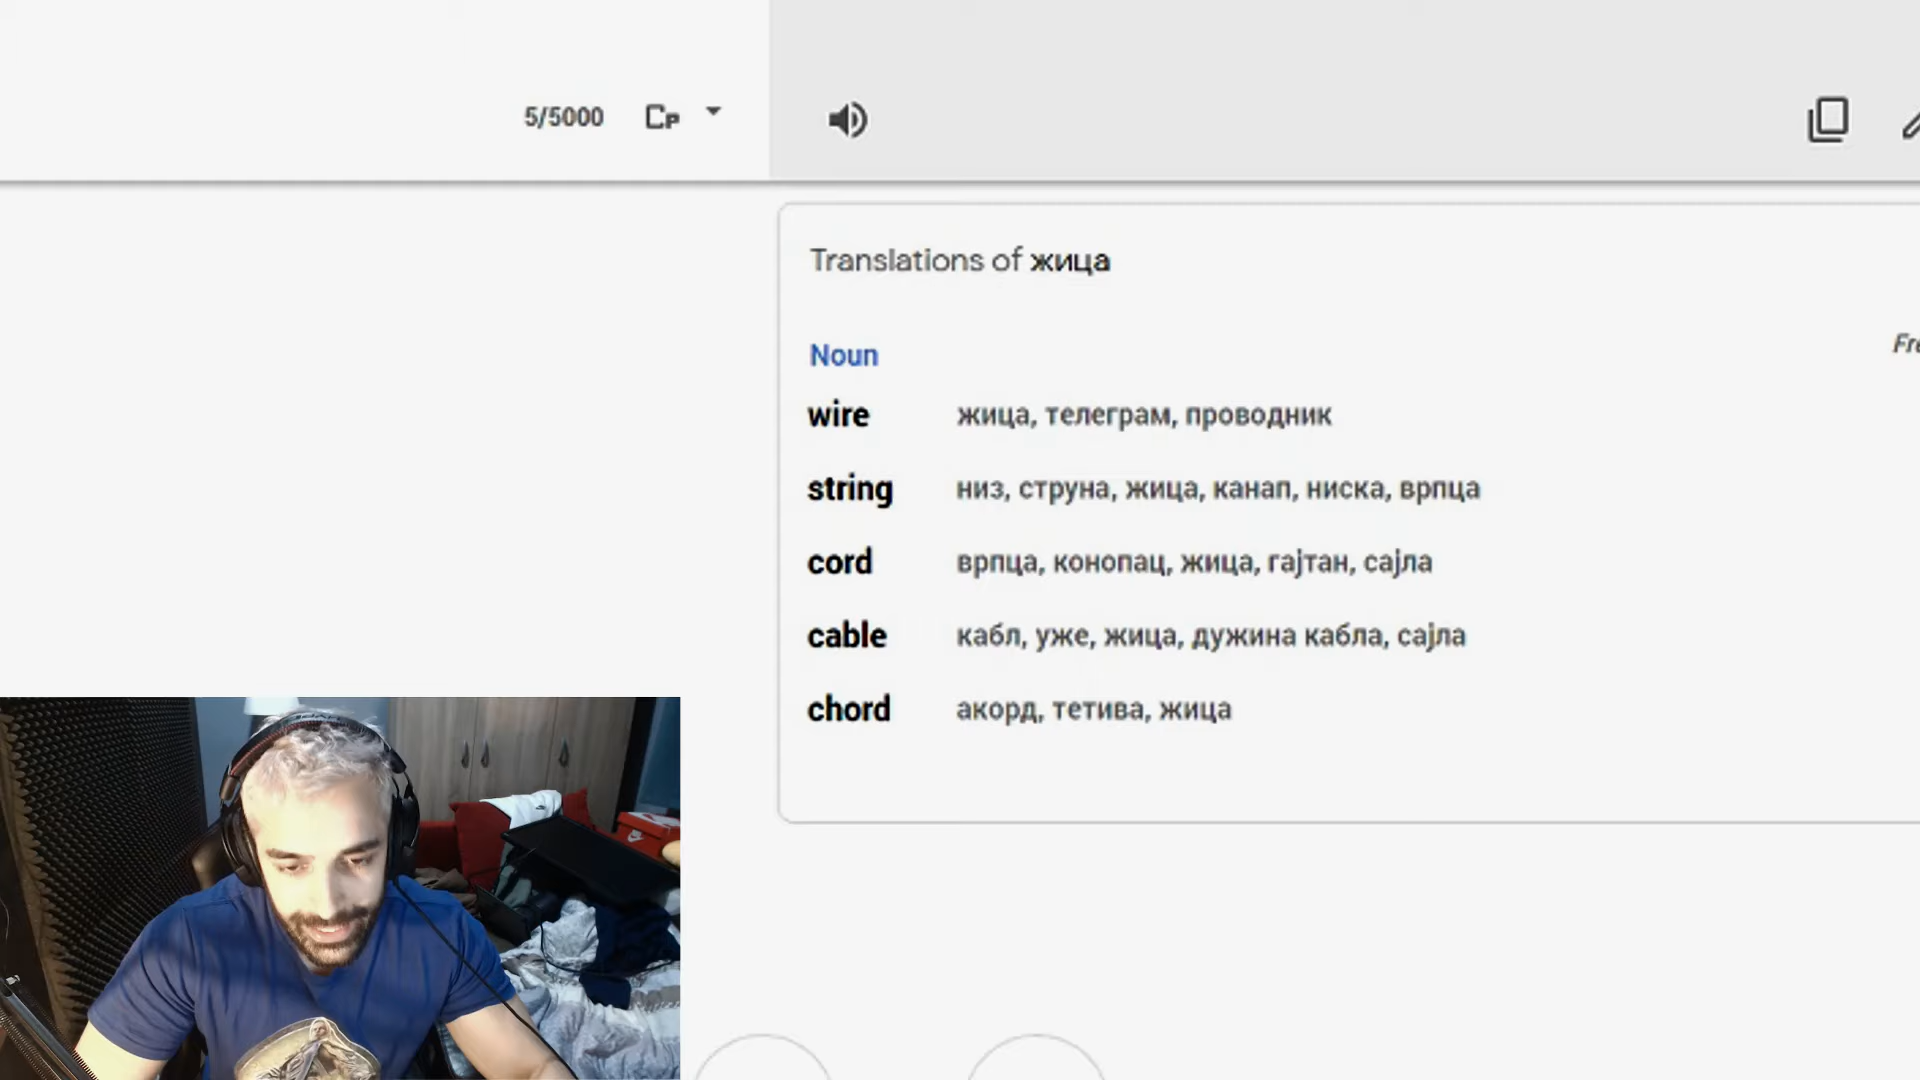 5/5000 Ср
Translations of жица
Noun
wire жица, телеграм, проводник
string низ, струна, жица, канап, ниска, врпца
cord врпца, конопац, жица, гајтан, сајла
cable кабл, уже, жица, дужина кабла, сајла
chord акорд, тетива, жица